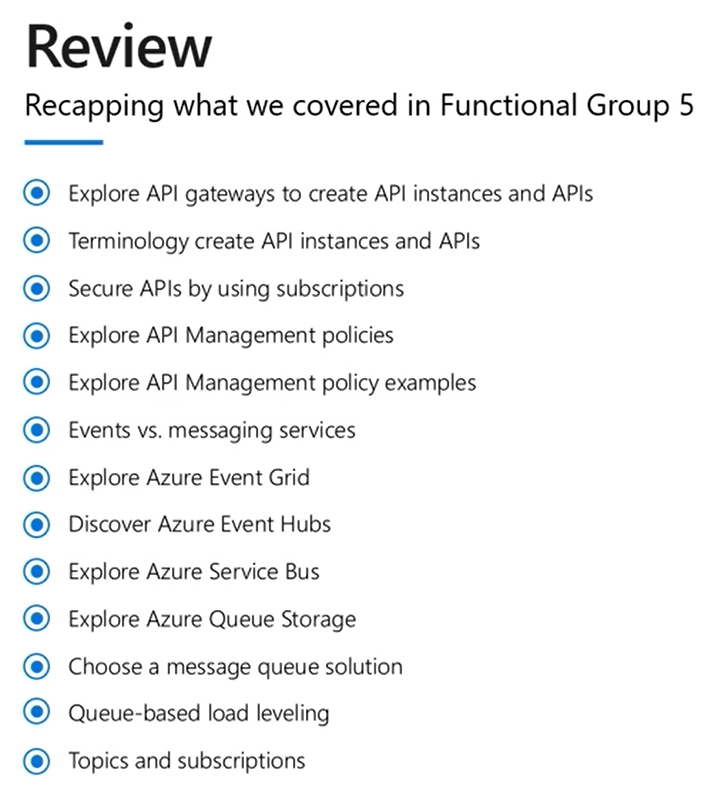 Review
Recapping what we covered in Functional Group 5
Explore API gateways to create API instances and APIs
Terminology create API instances and APIs
Secure APIs by using subscriptions
Explore API Management policies
Explore API Management policy examples
Events vs. messaging services
Explore Azure Event Grid
Discover Azure Event Hubs
Explore Azure Service Bus
Explore Azure Queue Storage
Choose a message queue solution
Queue-based load leveling
Topics and subscriptions